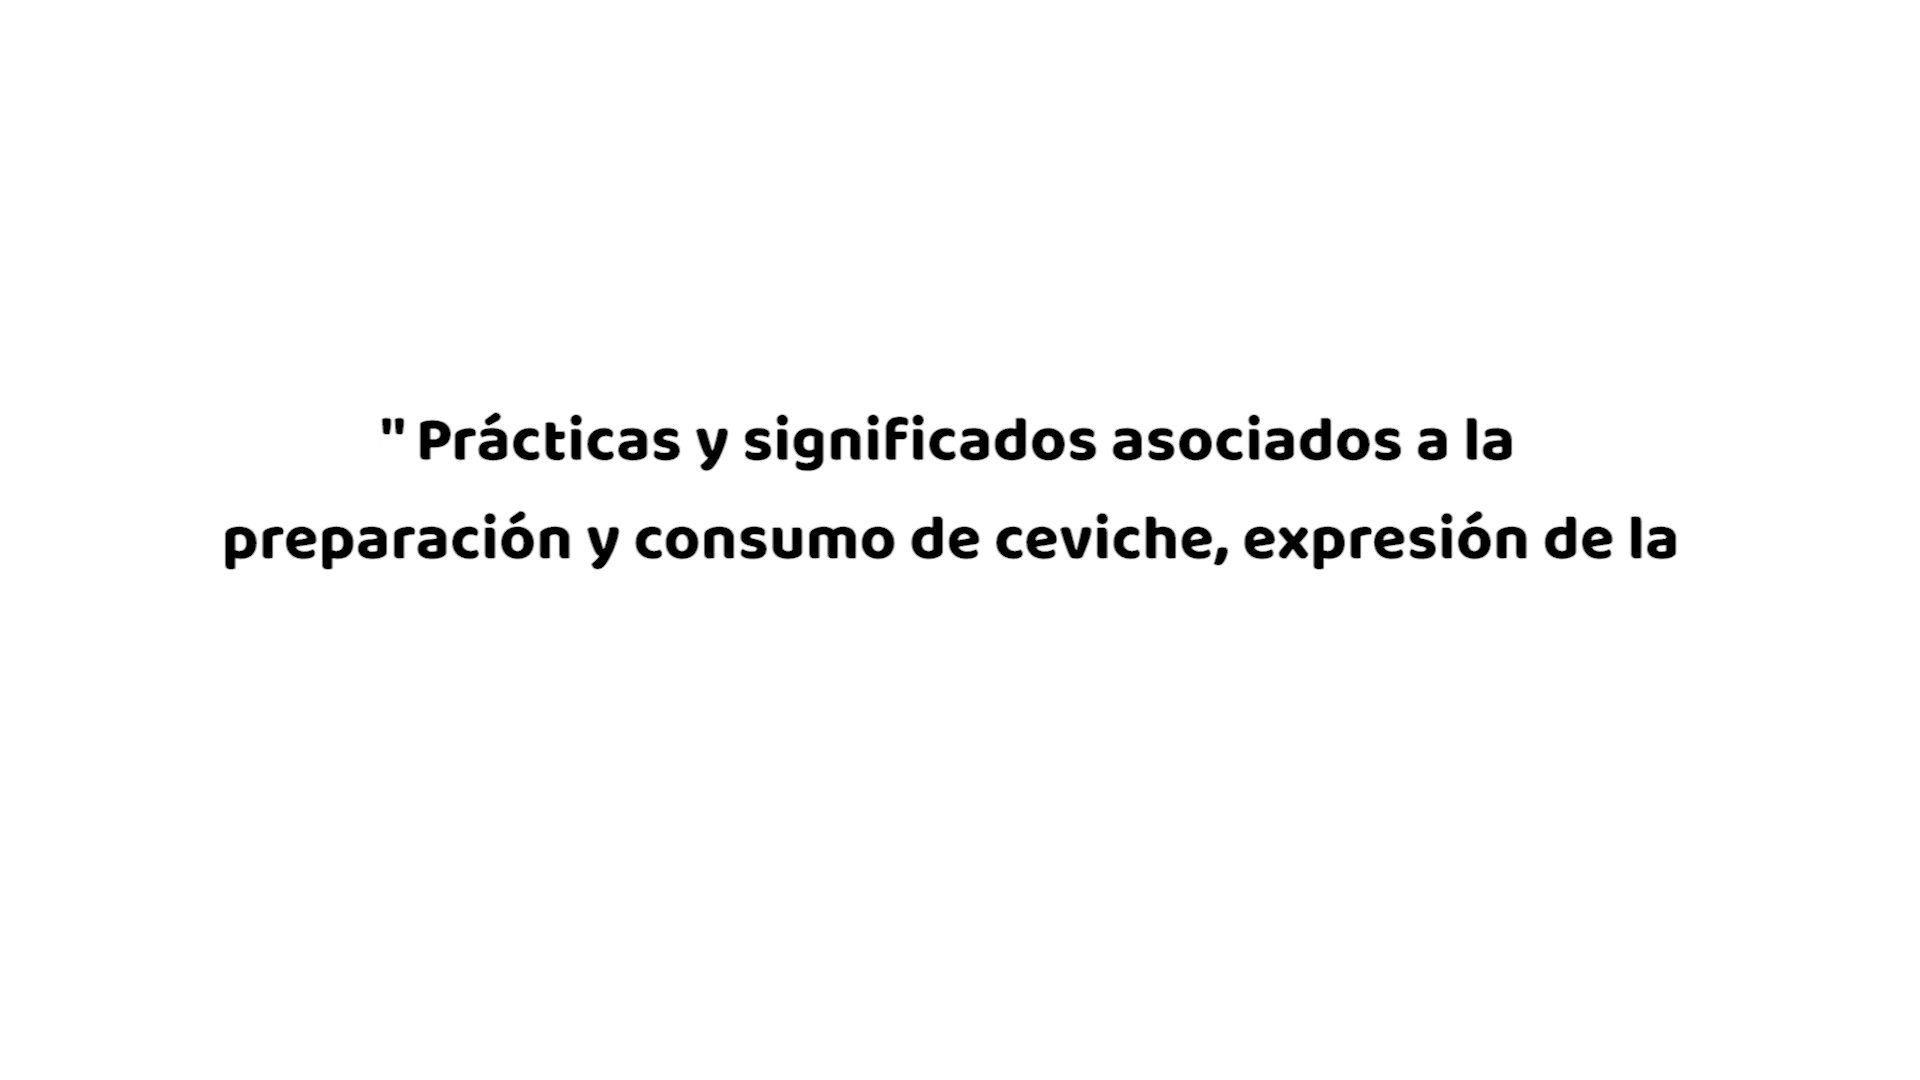 " Prácticas y significados asociados a la
preparación y consumo de ceviche, expresión de la